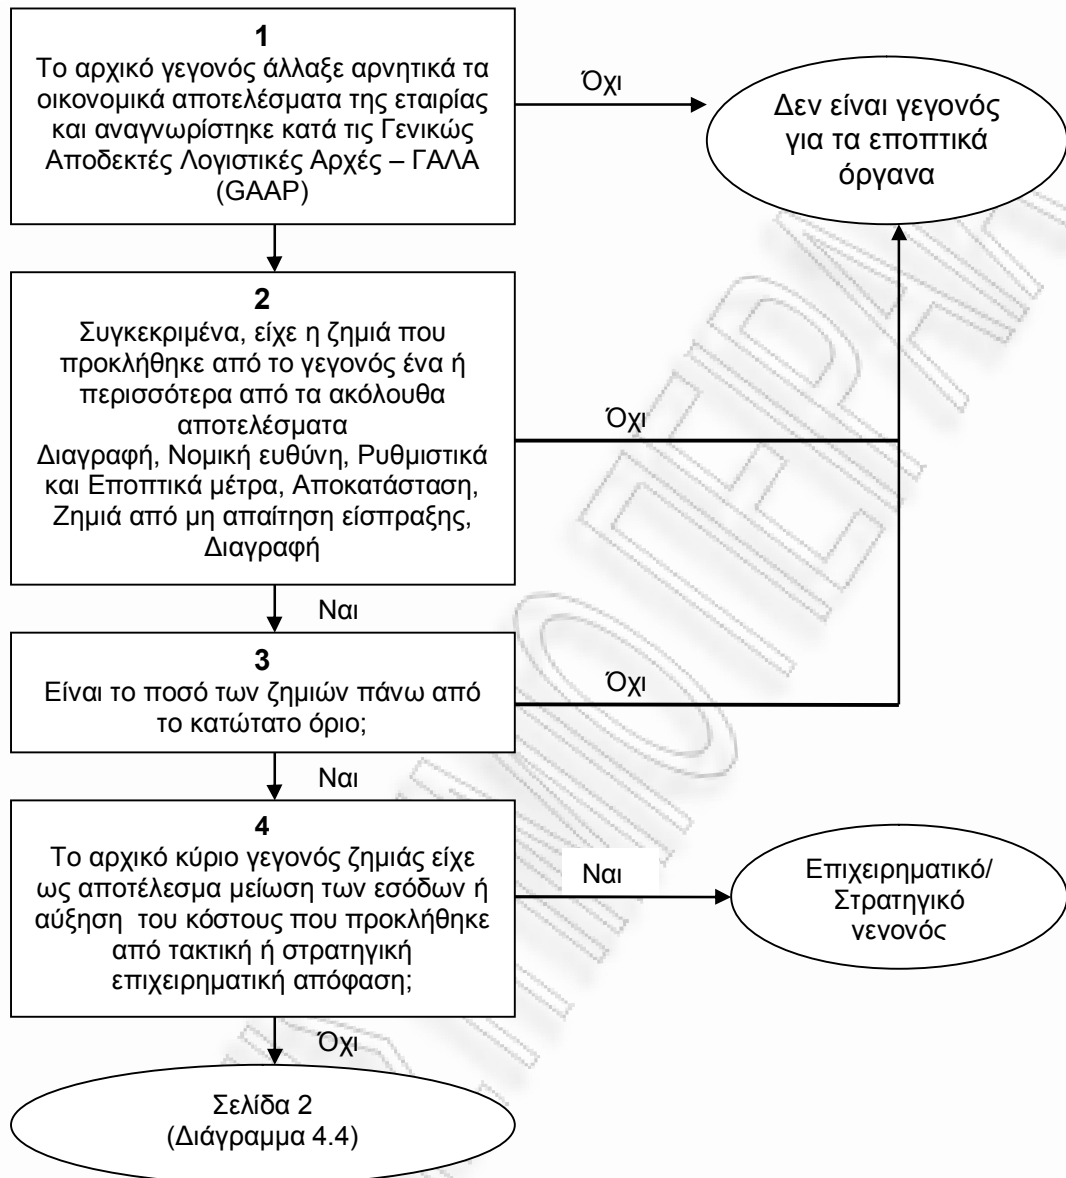 1
Το αρχικό γεγονός άλλαξε αρνητικά τα
οικονομικά αποτελέσματα της εταιρίας
και αναγνωρίστηκε κατά τις Γενικώς
Αποδεκτές Λογιστικές Αρχές – ΓΑΛΑ
(GAAP)
Όχι
Δεν είναι γεγονός
για τα εποπτικά
όργανα
2
Συγκεκριμένα, είχε η ζημιά που
προκλήθηκε από το γεγονός ένα ή
περισσότερα από τα ακόλουθα
αποτελέσματα
Διαγραφή, Νομική ευθύνη, Ρυθμιστικά
και Εποπτικά μέτρα, Αποκατάσταση,
Ζημιά από μη απαίτηση είσπραξης,
Διαγραφή
Όχι
Ναι
3
Είναι το ποσό των ζημιών πάνω από
το κατώτατο όριο;
Όχι
Ναι
4
Το αρχικό κύριο γεγονός ζημιάς είχε
ως αποτέλεσμα μείωση των εσόδων ή
αύξηση του κόστους που προκλήθηκε
από τακτική ή στρατηγική
επιχειρηματική απόφαση;
Ναι
Επιχειρηματικό/
Στρατηγικό
γεγονός
Όχι
Σελίδα 2
(Διάγραμμα 4.4)